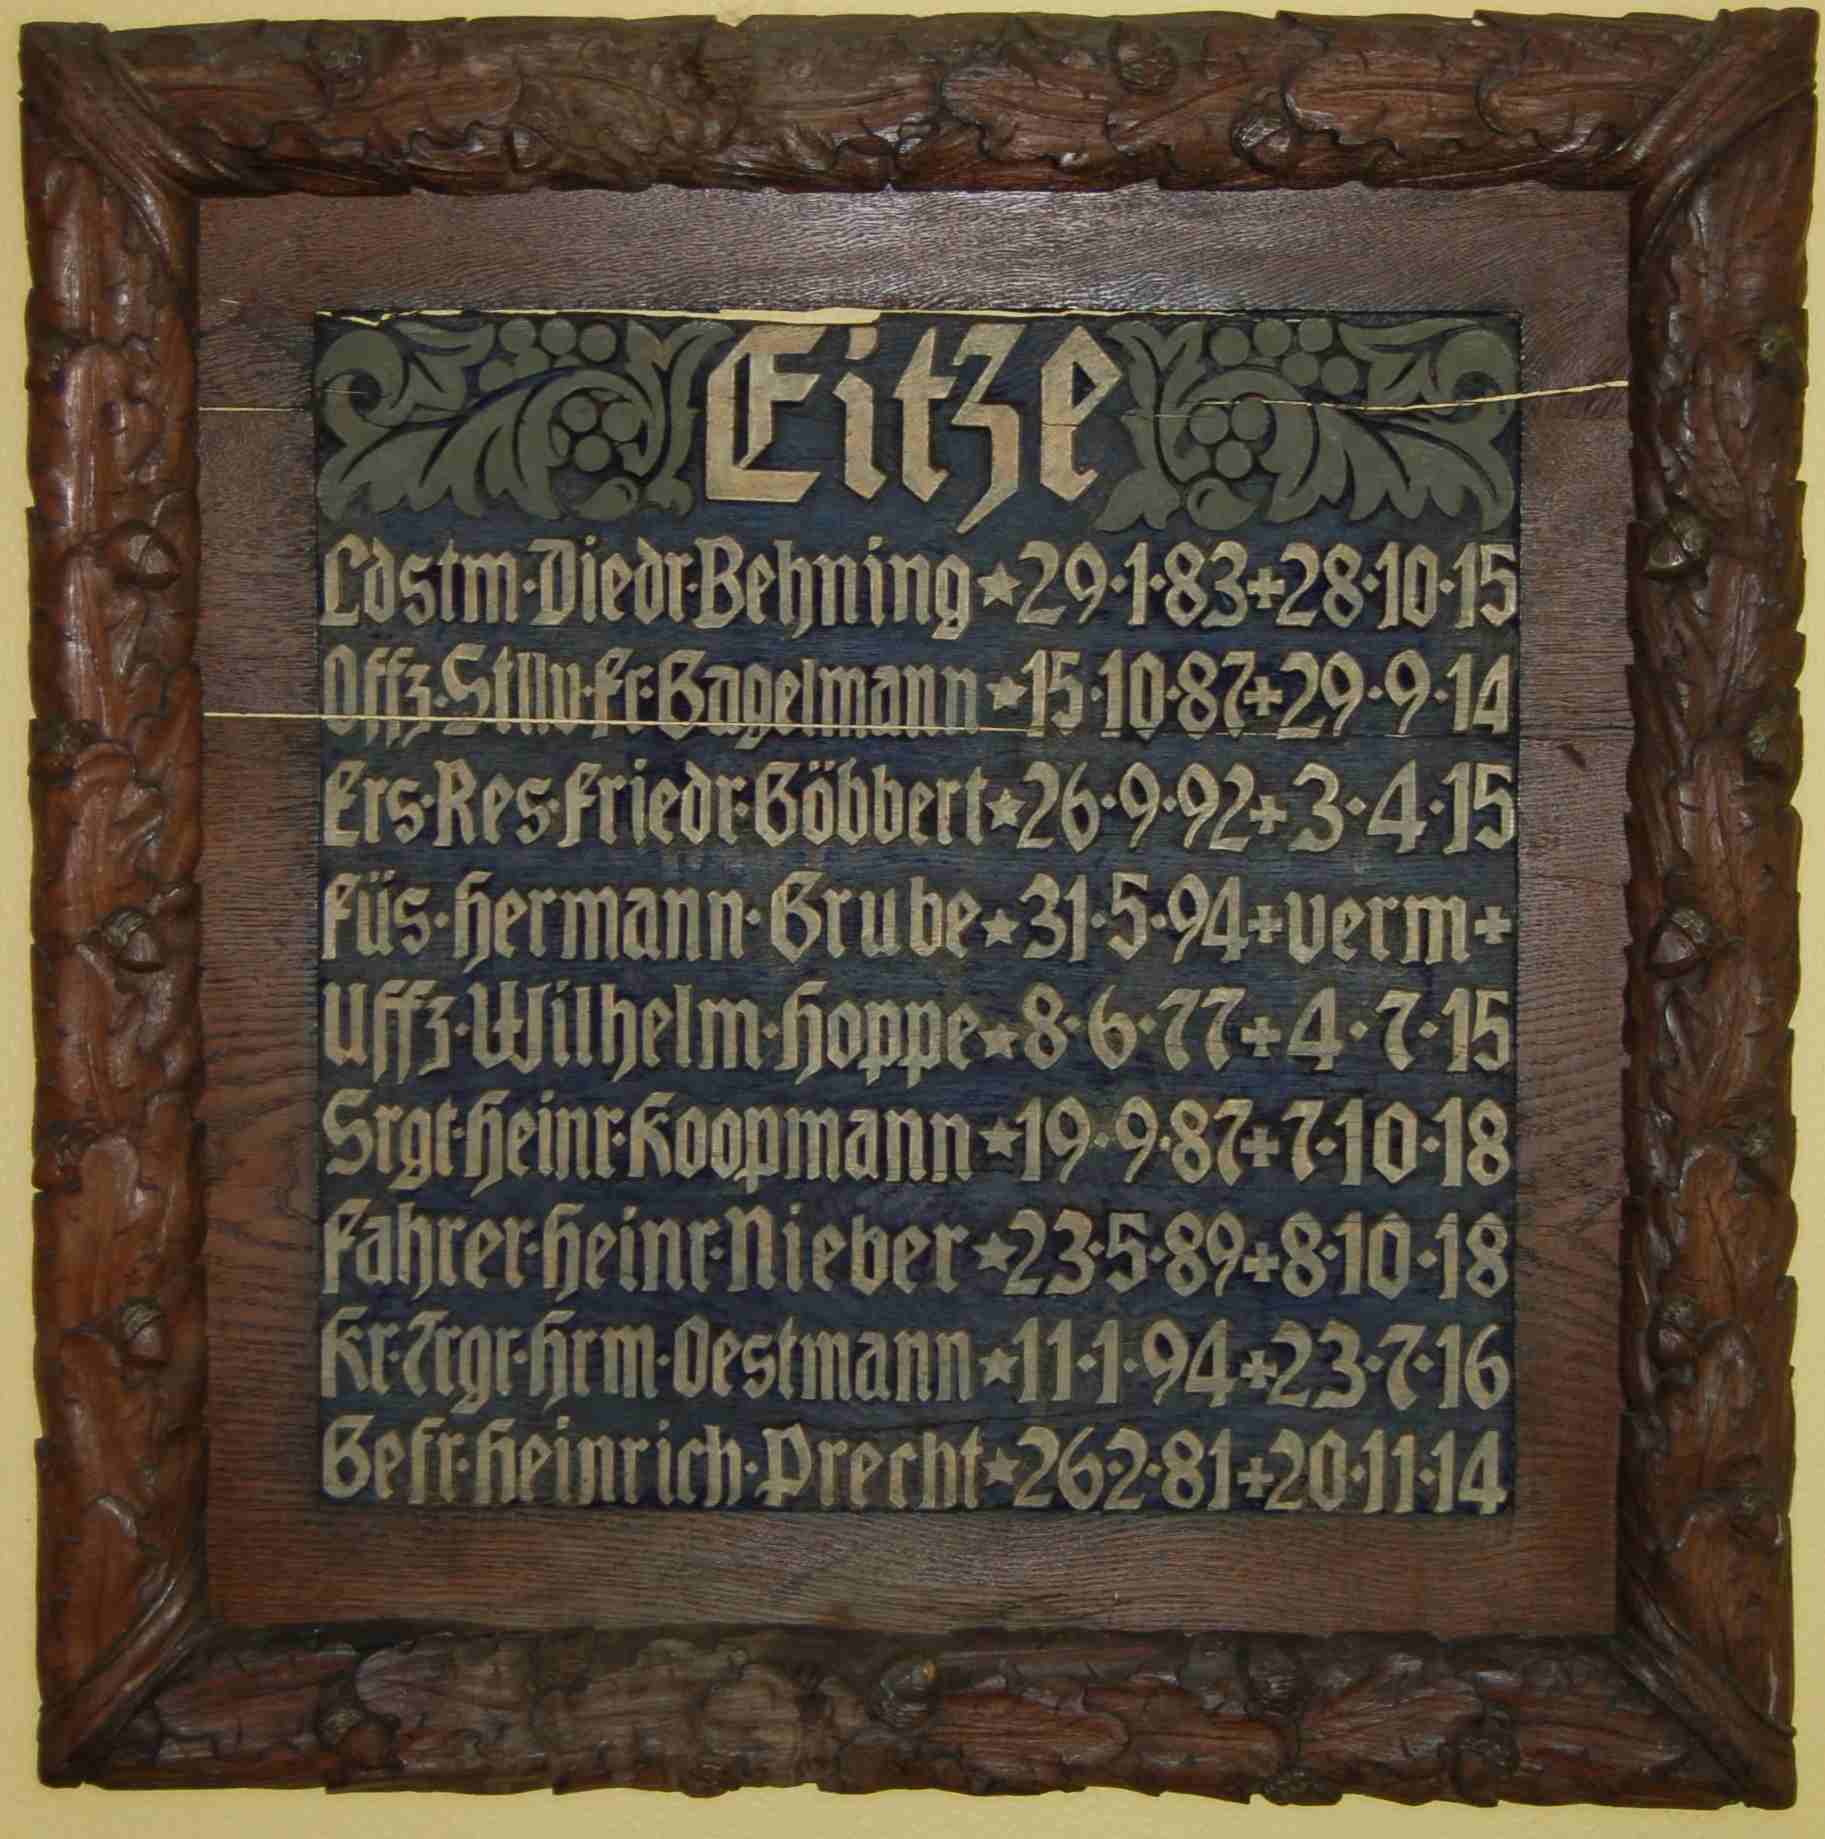 Eitze
Ldstm·Diedr·Behning★29·1·83+28·10·15
Offz·Stllv·Fr·Gagelmann★15·10·87+29·9·14
Ers·Res·Friedr·Göbbert★26·9·92+3·4·15
Füs·Hermann·Grube★31·5·94+verm+
Uffz·Wilhelm·Hoppe★8·6·77+4·7·15
Srgt·Heinr·Koopmann★19·9·87+7·10·18
Fahrer·Heinr·Nieber★23·5·89+8·10·18
Kr·Trgr·Hrm·Oestmann★11·1·94+23·7·16
Gefr·Heinrich·Precht★26·2·81+20·11·14